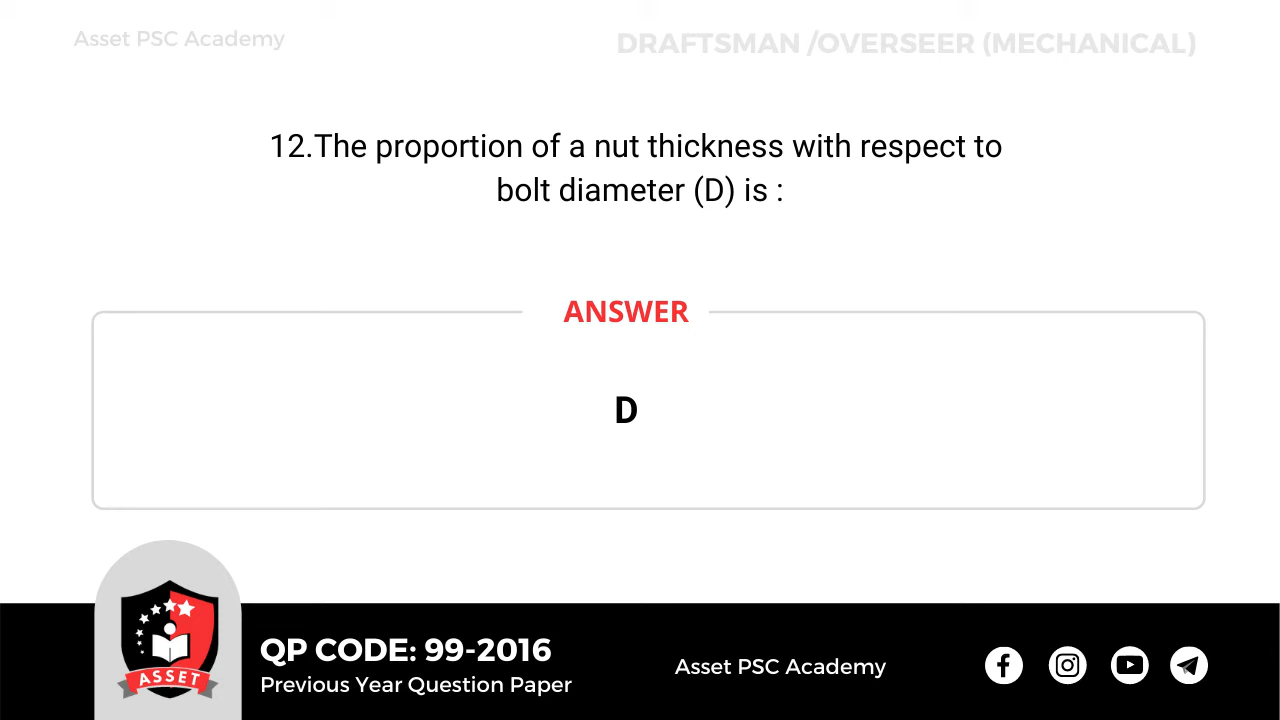 Asset PSC Academy
DRAFTSMAN /OVERSEER (MECHANICAL)
12.The proportion of a nut thickness with respect to
bolt diameter (D) is :
ANSWER
D
ASSET
QP CODE: 99-2016
Previous Year Question Paper
Asset PSC Academy